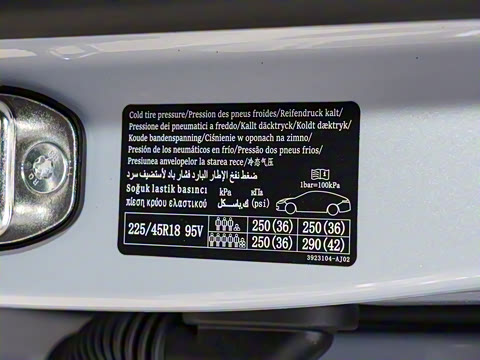 Cold tire pressure/Pression des pneus froides/Reifendruck kalt/
Pressione dei pneumatici a freddo/Kallt däcktryck/Koldt dæktryk/
Koude bandenspanning/Ciśnienie w oponach na zimno/
Presión de los neumáticos en frío/Pressão dos pneus frios/
Presiunea anvelopelor la starea rece/冷态气压
ضغط نفخ الإطار البارد فشار باد لاستيف سرد
Soğuk lastik basıncı kPa кПа
πίεση κρύου ελαστικού كيلوباسكال (psi) 1bar=100kPa
225/45R18 95V 250 (36) 250 (36)
250 (36) 290 (42)
3923104-AJ02